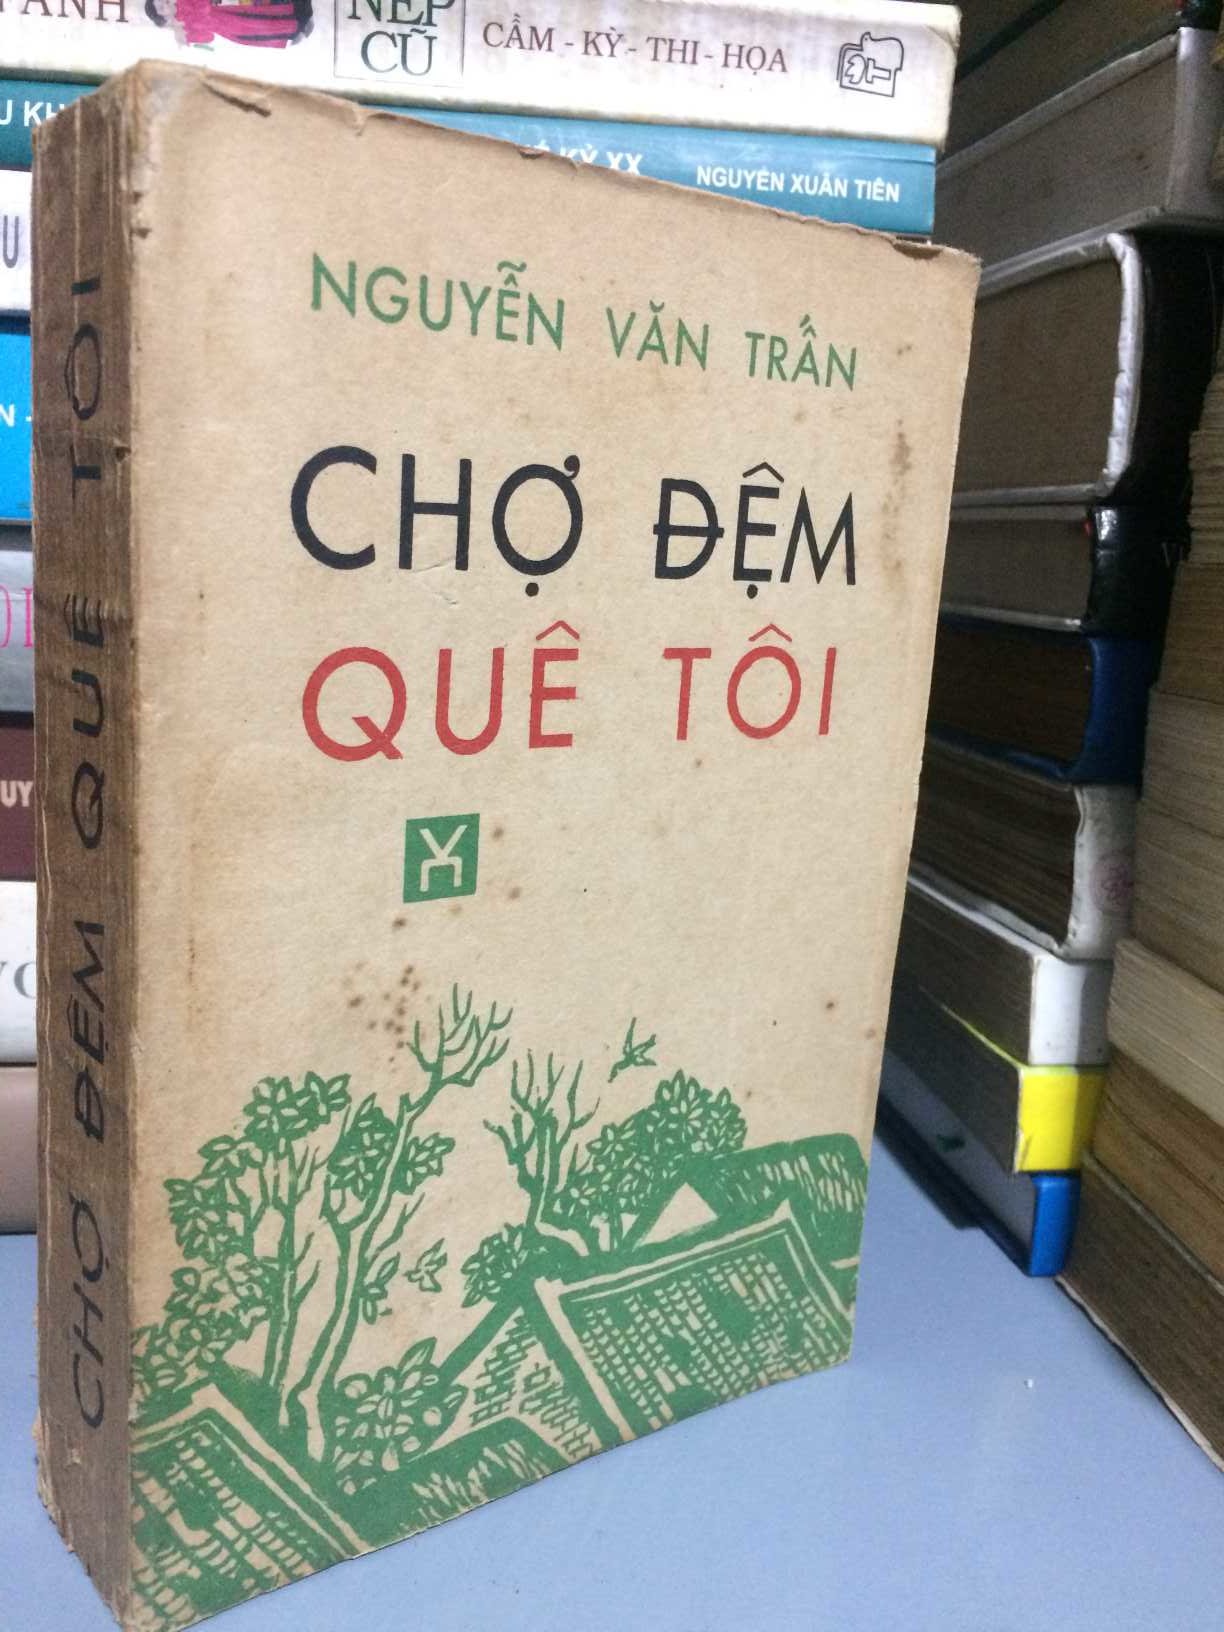 NẾP
CŨ
CẦM - KỲ - THI - HỌA
KỶ XX
NGUYỄN XUÂN TIÊN
NGUYỄN VĂN TRẤN
CHỢ ĐỆM
QUÊ TÔI
CHỢ ĐỆM QUÊ TÔI